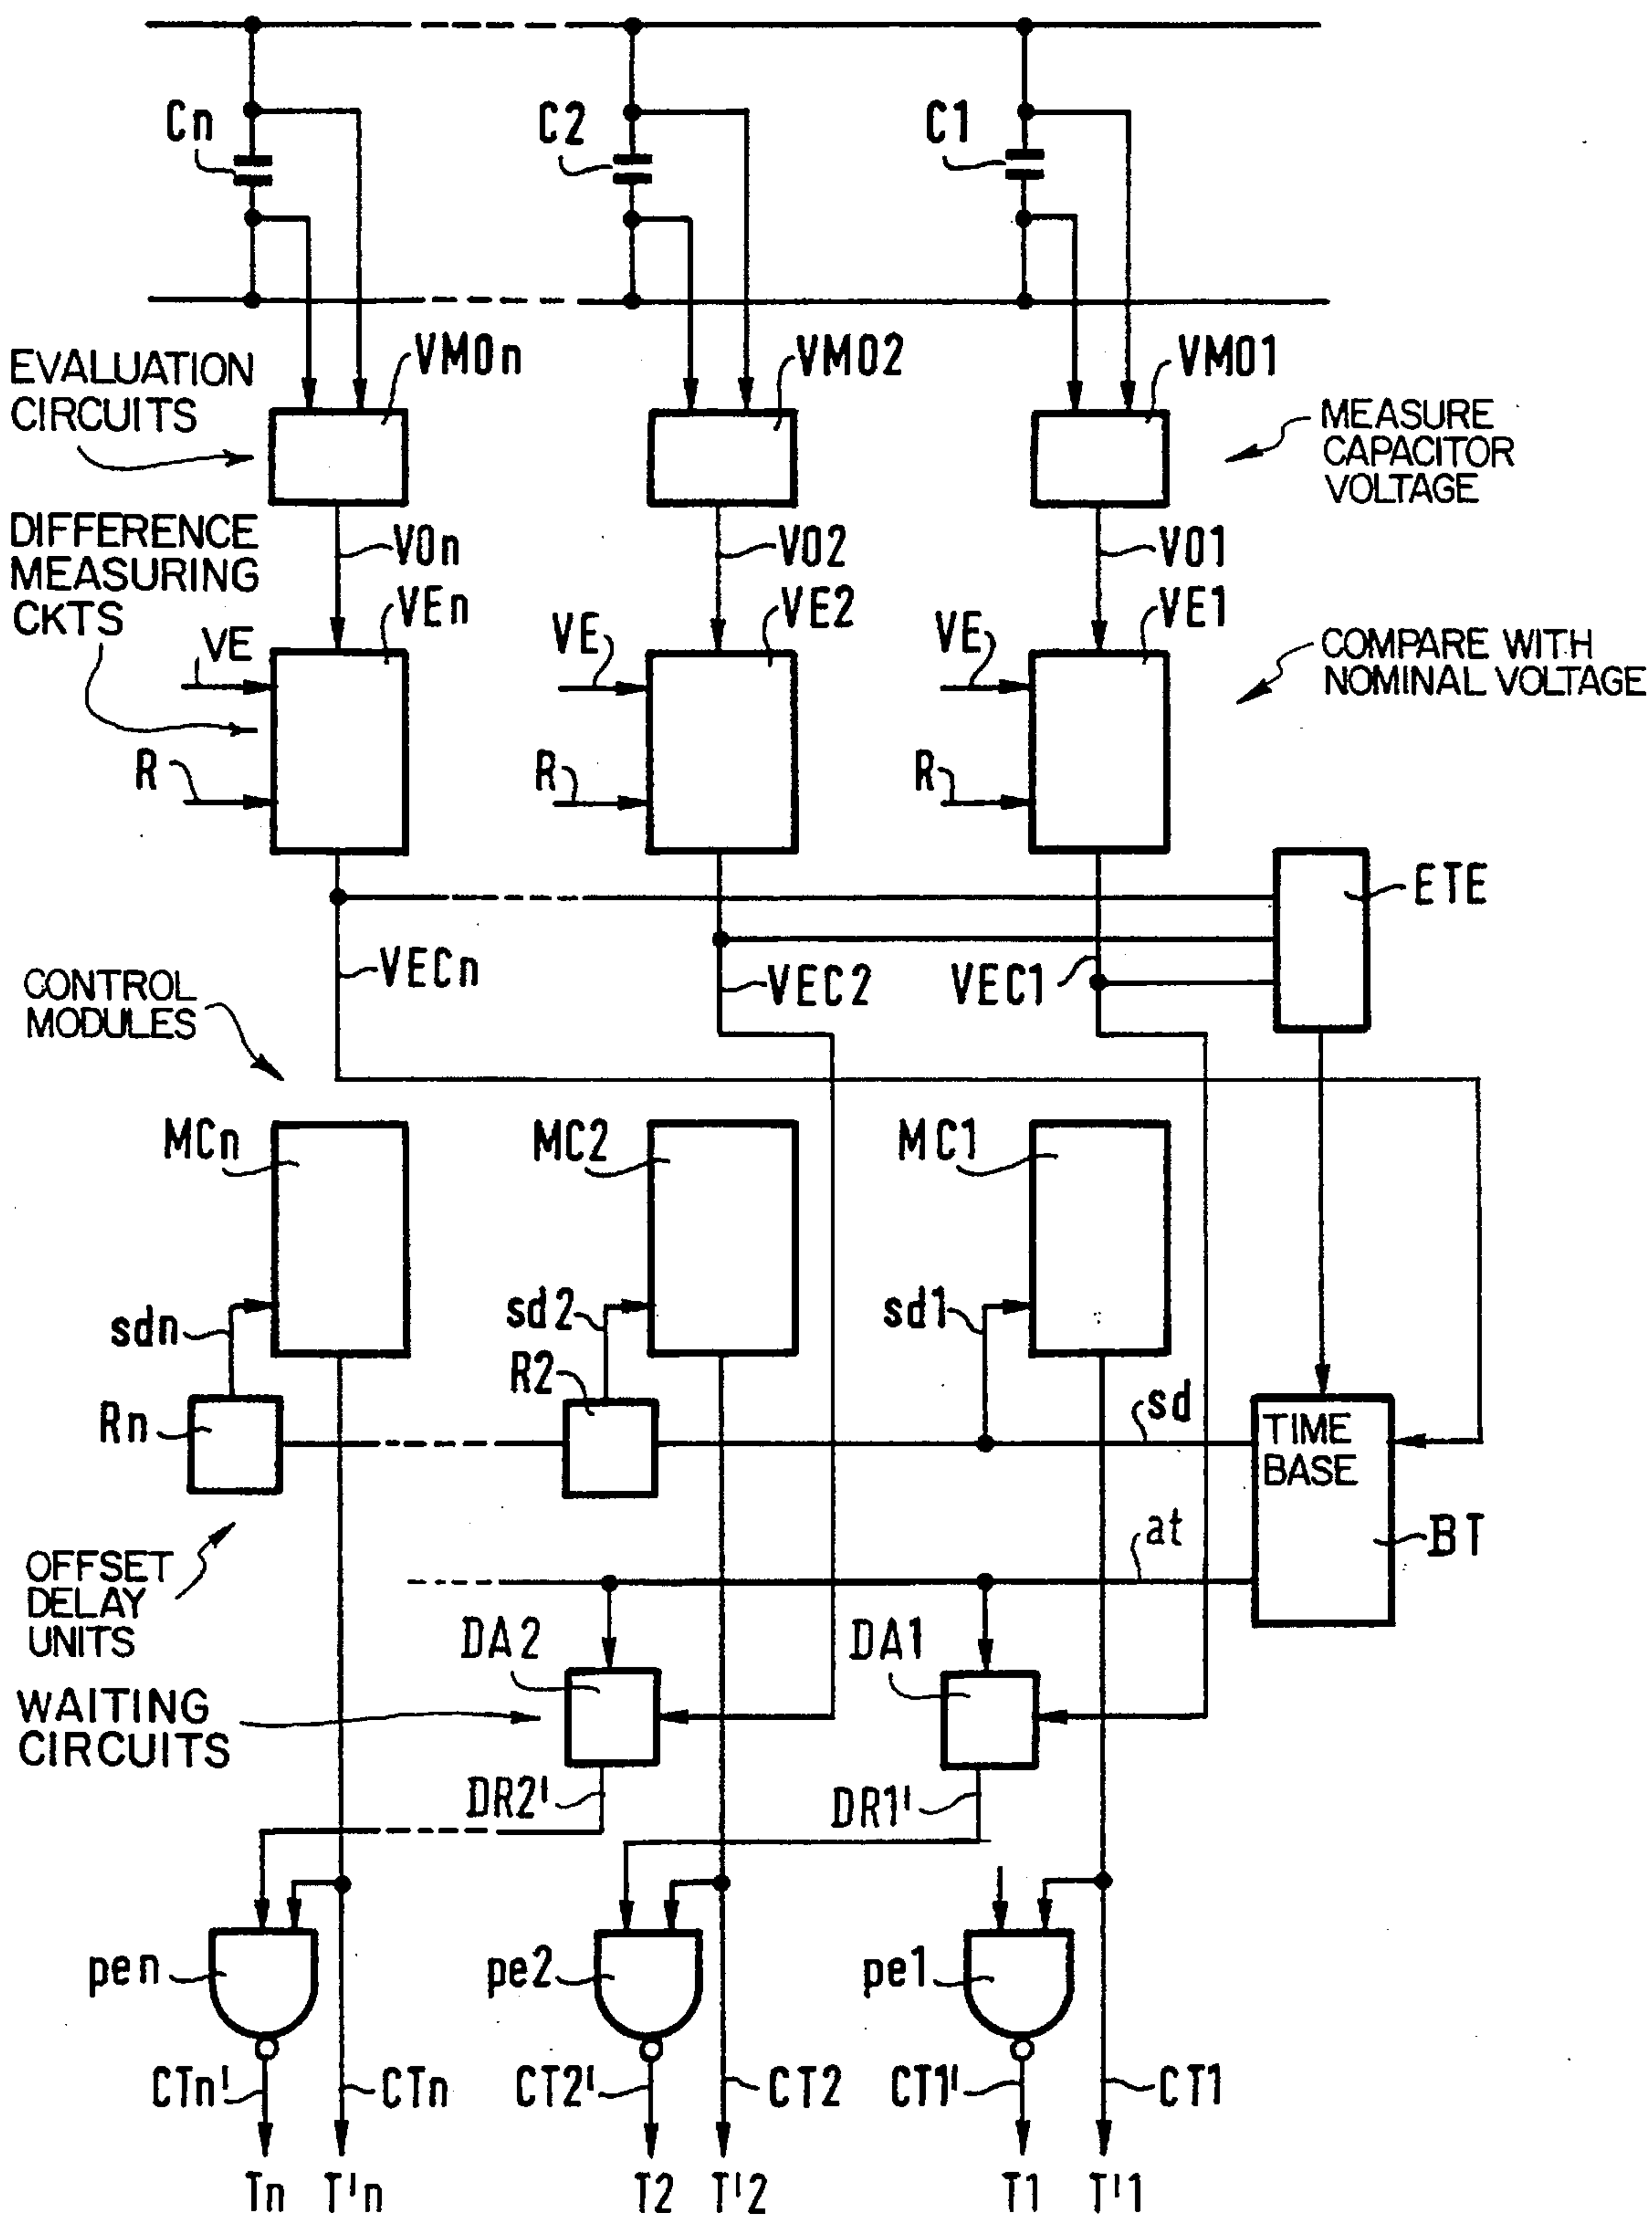 Cn C2 C1
EVALUATION
CIRCUITS
VM0n VM02 VM01
MEASURE
CAPACITOR
VOLTAGE
DIFFERENCE
MEASURING
CKTS
V0n V02 V01
VEn VE2 VE1
VE VE VE
COMPARE WITH
NOMINAL VOLTAGE
R R R
ETE
VECn VEC2 VEC1
CONTROL
MODULES
MCn MC2 MC1
sdn sd2 sd1
Rn R2 sd
TIME
BASE
BT
at
OFFSET
DELAY
UNITS
DA2 DA1
WAITING
CIRCUITS
DR2' DR1'
pen pe2 pe1
CTn' CTn CT2' CT2 CT1' CT1
Tn T'n T2 T'2 T1 T'1